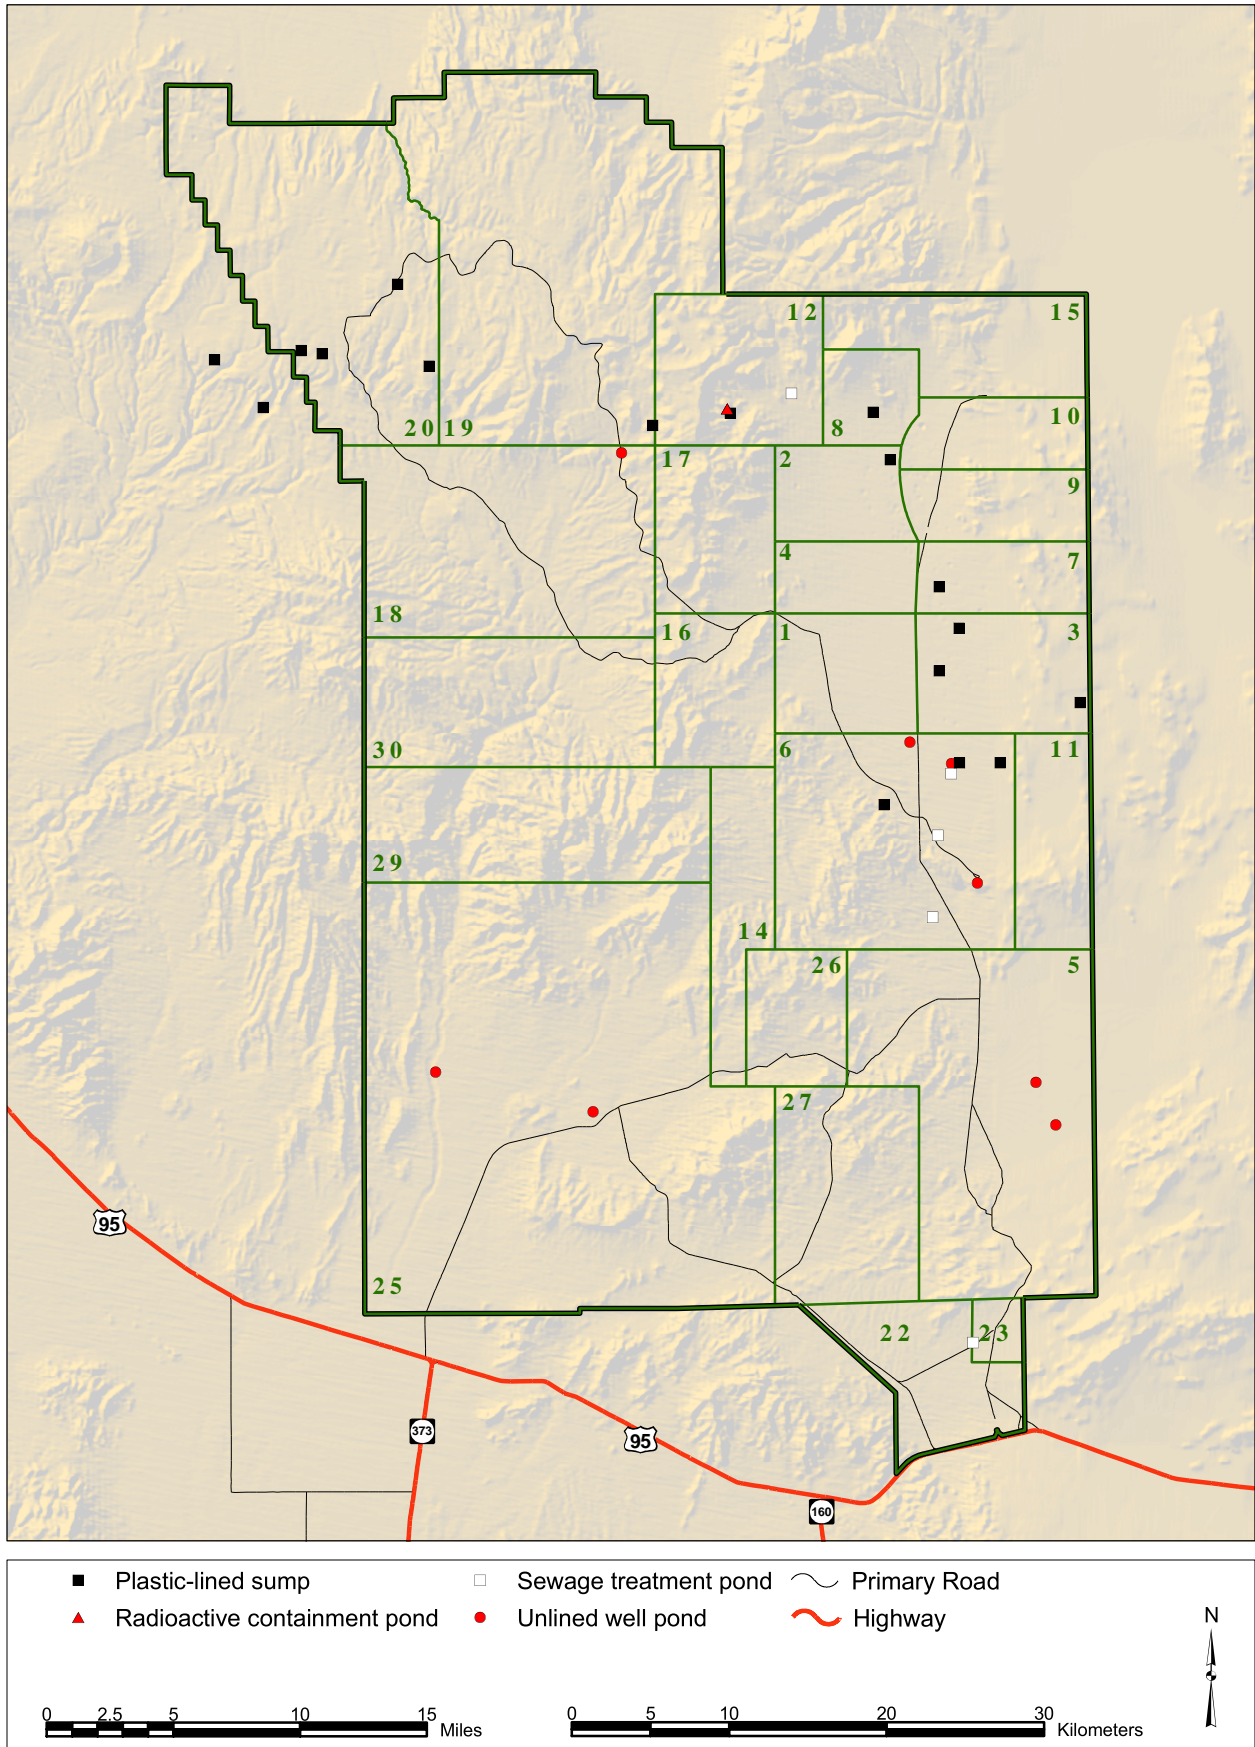 12 15
10
20 19 8
17 2
9
4 7
18
16 1 3
30 6 11
29
14
26 5
27
95
25
22 23
373
95
160
Plastic-lined sump Sewage treatment pond Primary Road
Radioactive containment pond Unlined well pond Highway
N
0 2.5 5 10 15 Miles 0 5 10 20 30 Kilometers